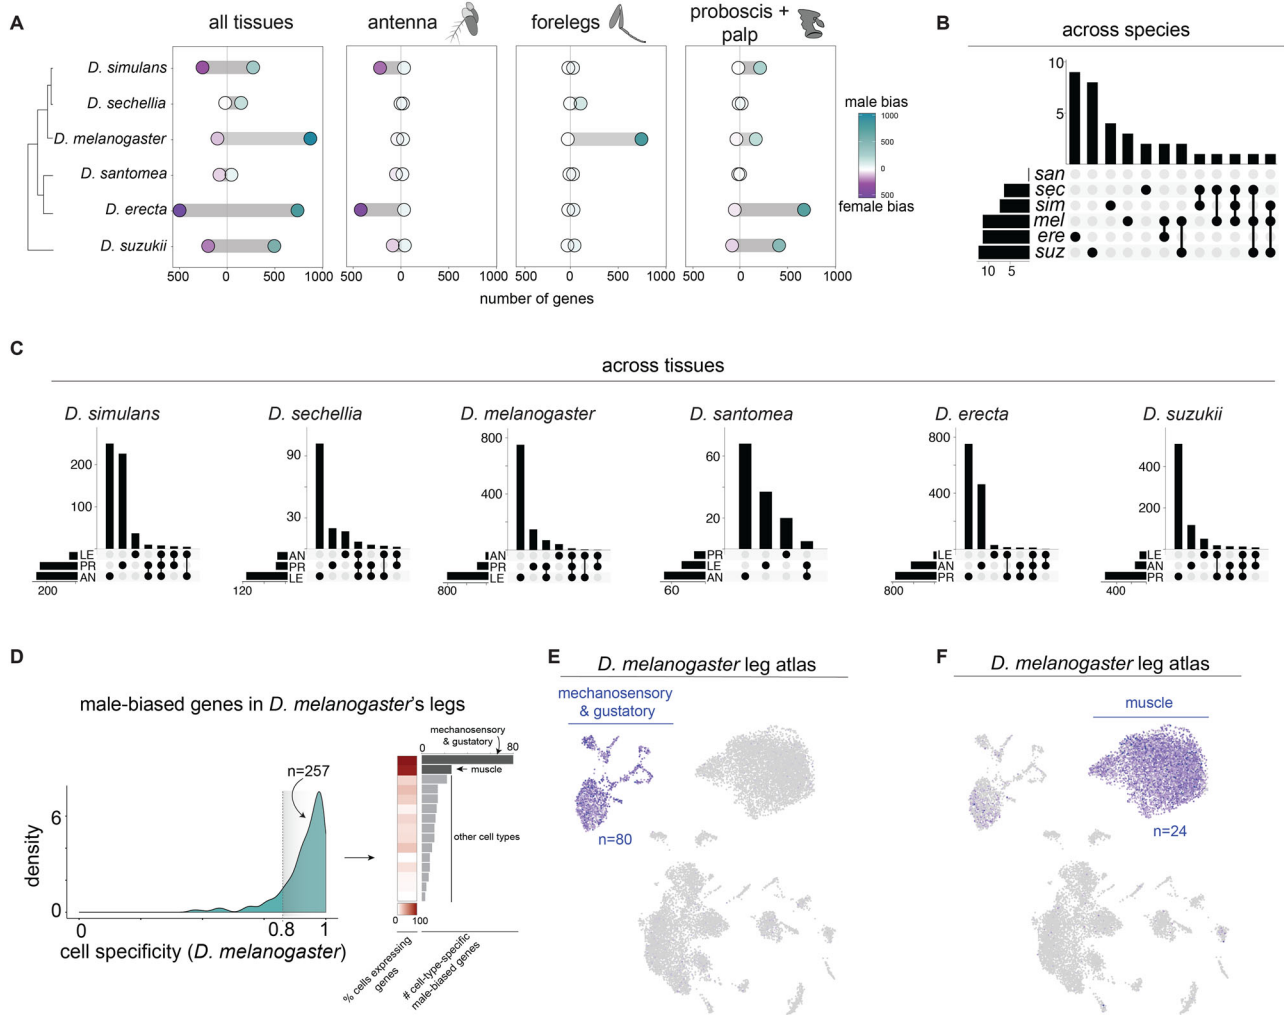 A
all tissues
antenna
forelegs
proboscis +
palp
D. simulans
D. sechellia
D. melanogaster
D. santomea
D. erecta
D. suzukii
500 0 500 1000
500 0 500 1000
500 0 500 1000
500 0 500 1000
number of genes
male bias
1000
500
0
500
female bias
B
across species
10
5
san
sec
sim
mel
ere
suz
10 5
C
across tissues
D. simulans
200
100
LE
PR
AN
200
D. sechellia
90
30
AN
PR
LE
120
D. melanogaster
800
400
AN
PR
LE
800
D. santomea
60
20
PR
LE
AN
60
D. erecta
800
400
LE
AN
PR
800
D. suzukii
400
200
LE
AN
PR
400
D
male-biased genes in D. melanogaster's legs
n=257
6
0
density
0 0.8 1
cell specificity (D. melanogaster)
mechanosensory
& gustatory
0 80
muscle
other cell types
0 100
% cells expressing
genes
# cell-type-specific
male-biased genes
E
D. melanogaster leg atlas
mechanosensory
& gustatory
n=80
F
D. melanogaster leg atlas
muscle
n=24